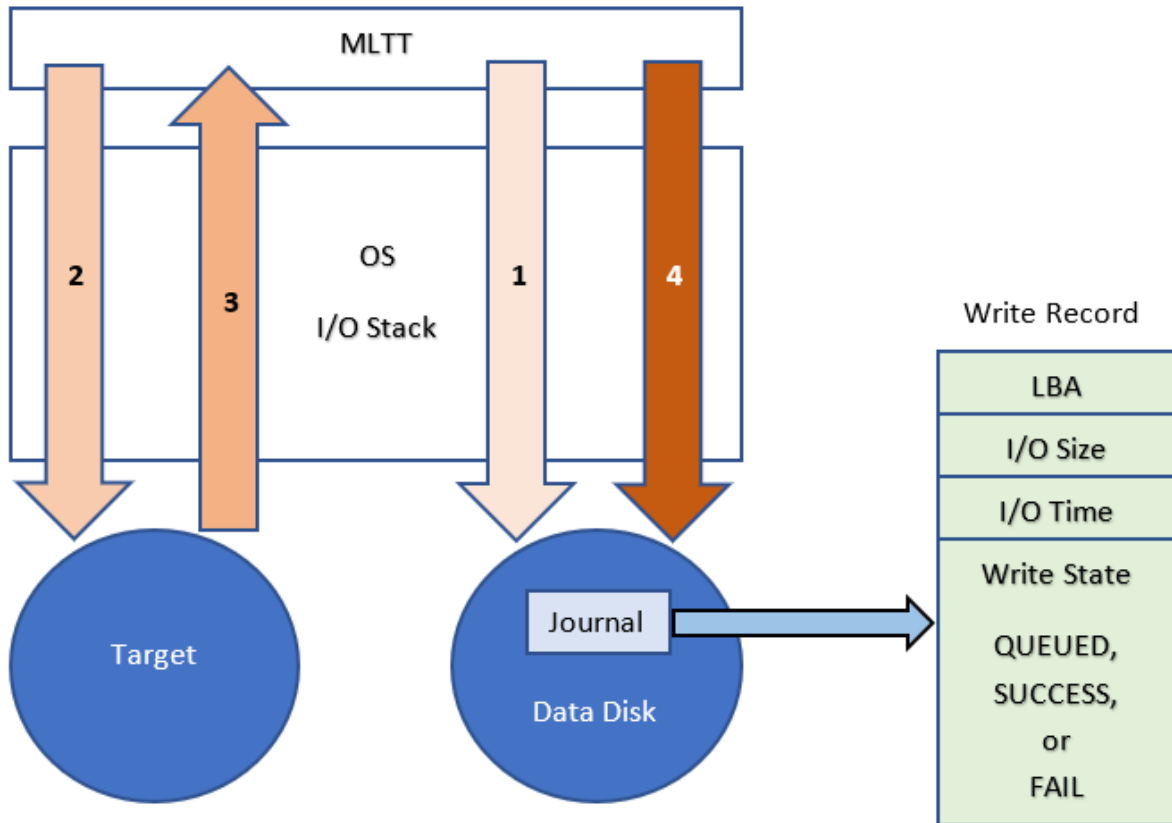 MLTT
2
3
OS
I/O Stack
1
4
Target
Journal
Data Disk
Write Record
LBA
I/O Size
I/O Time
Write State
QUEUED,
SUCCESS,
or
FAIL